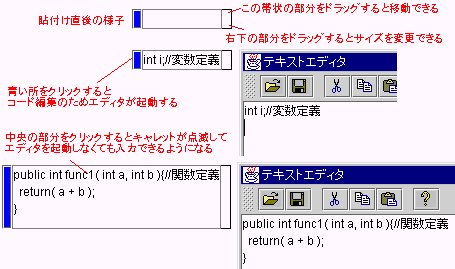 貼付け直後の様子
この帯状の部分をドラッグすると移動できる
右下の部分をドラッグするとサイズを変更できる
int i;//変数定義
青い所をクリックすると
コード編集のためエディタが起動する
テキストエディタ
int i;//変数定義
中央の部分をクリックするとキャレットが点滅して
エディタを起動しなくても入力できるようになる
public int func1( int a, int b ){//関数定義
return( a + b );
}
テキストエディタ
?
public int func1( int a, int b ){//関数定義
return( a + b );
}